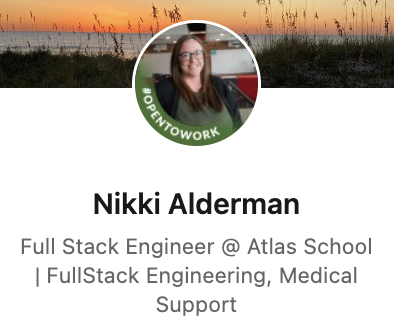 #OPENTOWORK
Nikki Alderman
Full Stack Engineer @ Atlas School
| FullStack Engineering, Medical
Support